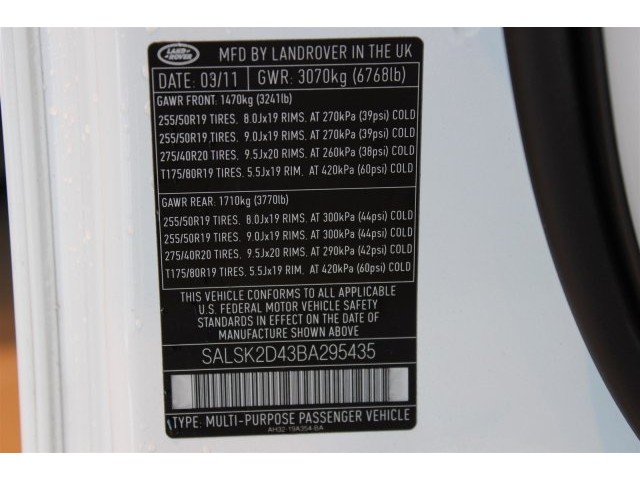 LAND ROVER
MFD BY LANDROVER IN THE UK
DATE: 03/11 GWR: 3070kg (6768lb)
GAWR FRONT: 1470kg (3241lb)
255/50R19 TIRES, 8.0Jx19 RIMS, AT 270kPa (39psi) COLD
255/50R19 TIRES, 9.0Jx19 RIMS, AT 270kPa (39psi) COLD
275/40R20 TIRES, 9.5Jx20 RIMS, AT 260kPa (38psi) COLD
T175/80R19 TIRES, 5.5Jx19 RIM, AT 420kPa (60psi) COLD
GAWR REAR: 1710kg (3770lb)
255/50R19 TIRES, 8.0Jx19 RIMS, AT 300kPa (44psi) COLD
255/50R19 TIRES, 9.0Jx19 RIMS, AT 300kPa (44psi) COLD
275/40R20 TIRES, 9.5Jx20 RIMS, AT 290kPa (42psi) COLD
T175/80R19 TIRES, 5.5Jx19 RIM, AT 420kPa (60psi) COLD
THIS VEHICLE CONFORMS TO ALL APPLICABLE
U.S. FEDERAL MOTOR VEHICLE SAFETY
STANDARDS IN EFFECT ON THE DATE OF
MANUFACTURE SHOWN ABOVE.
SALSK2D43BA295435
TYPE: MULTI-PURPOSE PASSENGER VEHICLE
AH32-19A354-BA